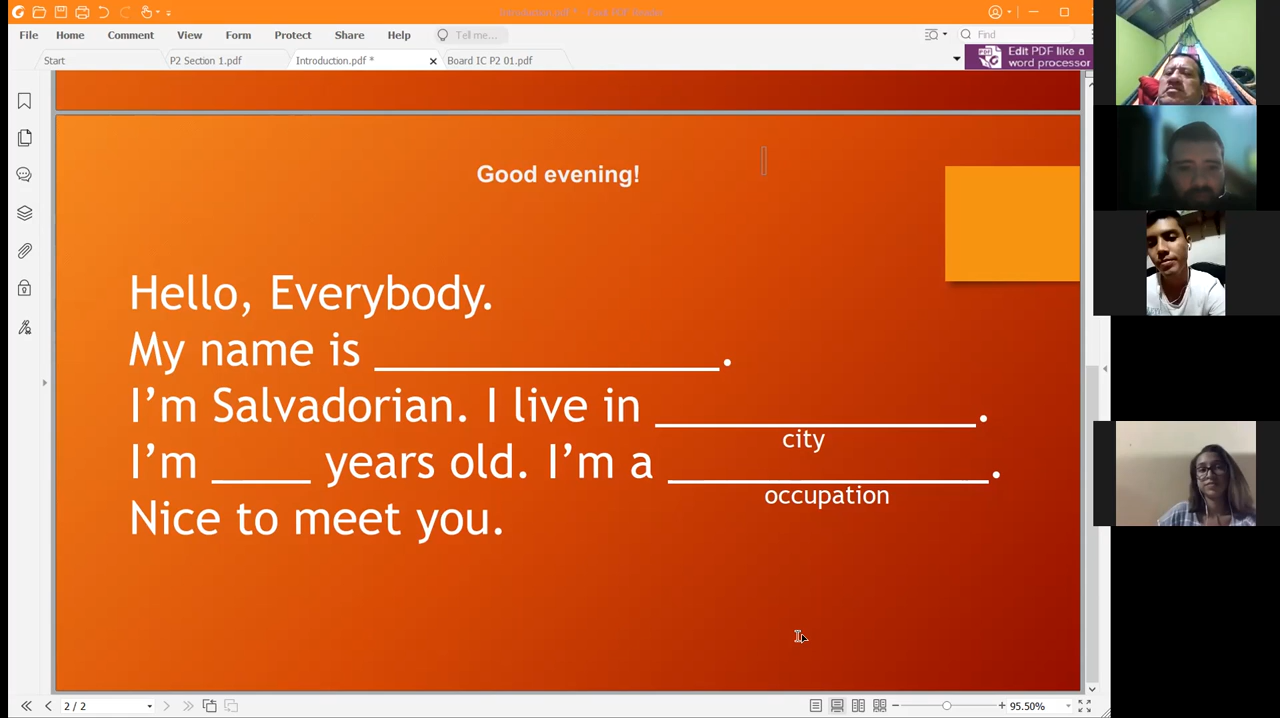 File Home Comment View Form Protect Share Help Tell me... Find
Edit PDF like a
word processor
Start P2 Section 1.pdf Introduction.pdf * Board IC P2 01.pdf
Good evening!
Hello, Everybody.
My name is _______________.
I’m Salvadorian. I live in ______________.
city
I’m ____ years old. I’m a ______________.
occupation
Nice to meet you.
2 / 2 95.50%